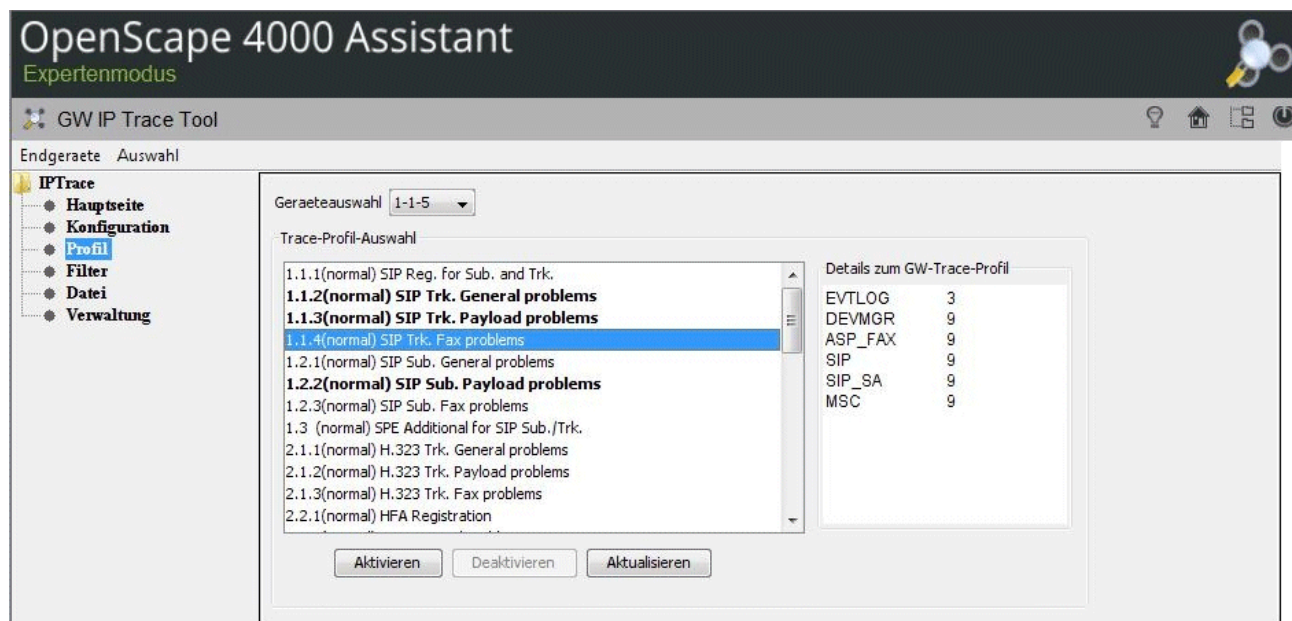 OpenScape 4000 Assistant
Expertenmodus
GW IP Trace Tool
Endgeraete Auswahl
IPTrace
Hauptseite
Konfiguration
Profil
Filter
Datei
Verwaltung
Geraeteauswahl 1-1-5
Trace-Profil-Auswahl
1.1.1(normal) SIP Reg. for Sub. and Trk.
1.1.2(normal) SIP Trk. General problems
1.1.3(normal) SIP Trk. Payload problems
1.1.4(normal) SIP Trk. Fax problems
1.2.1(normal) SIP Sub. General problems
1.2.2(normal) SIP Sub. Payload problems
1.2.3(normal) SIP Sub. Fax problems
1.3 (normal) SPE Additional for SIP Sub./Trk.
2.1.1(normal) H.323 Trk. General problems
2.1.2(normal) H.323 Trk. Payload problems
2.1.3(normal) H.323 Trk. Fax problems
2.2.1(normal) HFA Registration
Details zum GW-Trace-Profil
EVTLOG 3
DEVMGR 9
ASP_FAX 9
SIP 9
SIP_SA 9
MSC 9
Aktivieren Deaktivieren Aktualisieren